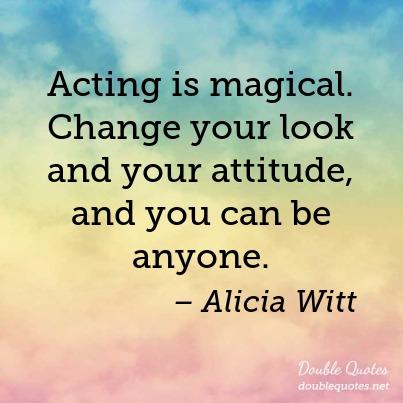 Acting is magical.
Change your look
and your attitude,
and you can be
anyone.
– Alicia Witt
Double Quotes
doublequotes.net